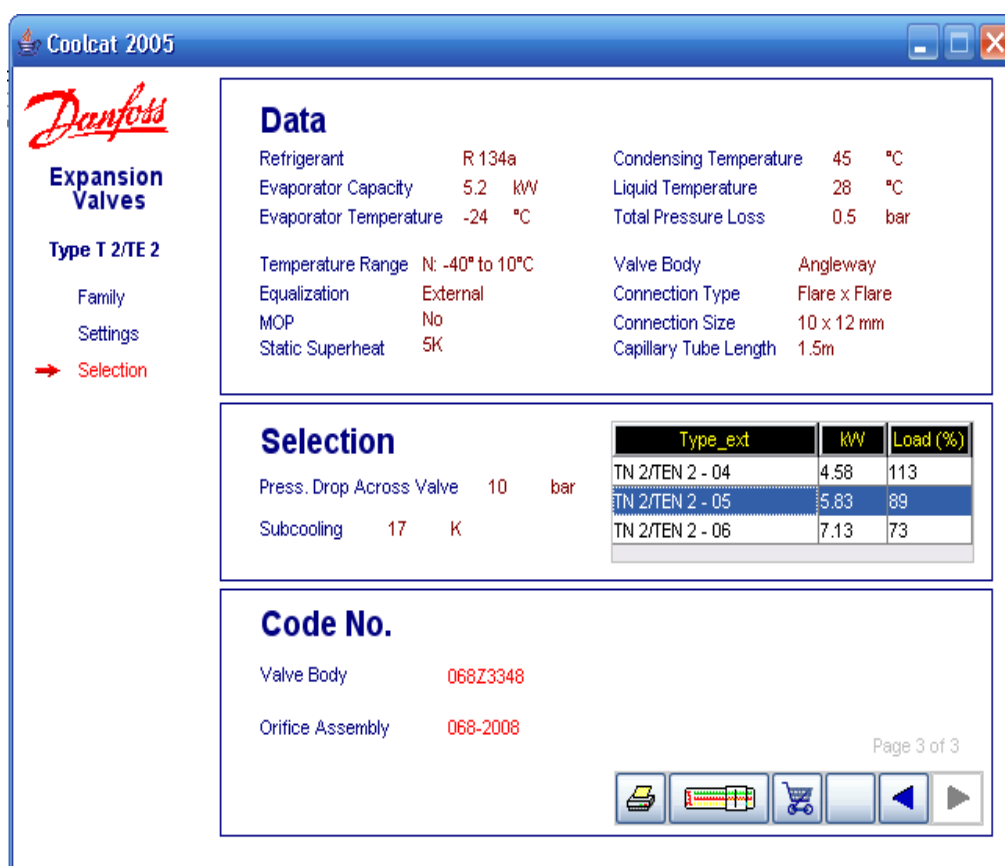 Coolcat 2005
Danfoss
Expansion
Valves
Type T 2/TE 2
Family
Settings
Selection
Data
Refrigerant R 134a Condensing Temperature 45 °C
Evaporator Capacity 5.2 kW Liquid Temperature 28 °C
Evaporator Temperature -24 °C Total Pressure Loss 0.5 bar
Temperature Range N: -40° to 10°C Valve Body Angleway
Equalization External Connection Type Flare x Flare
MOP No Connection Size 10 x 12 mm
Static Superheat 5K Capillary Tube Length 1.5m
Selection
Press. Drop Across Valve 10 bar
Subcooling 17 K
Type_ext kW Load (%)
TN 2/TEN 2 - 04 4.58 113
TN 2/TEN 2 - 05 5.83 89
TN 2/TEN 2 - 06 7.13 73
Code No.
Valve Body 068Z3348
Orifice Assembly 068-2008
Page 3 of 3